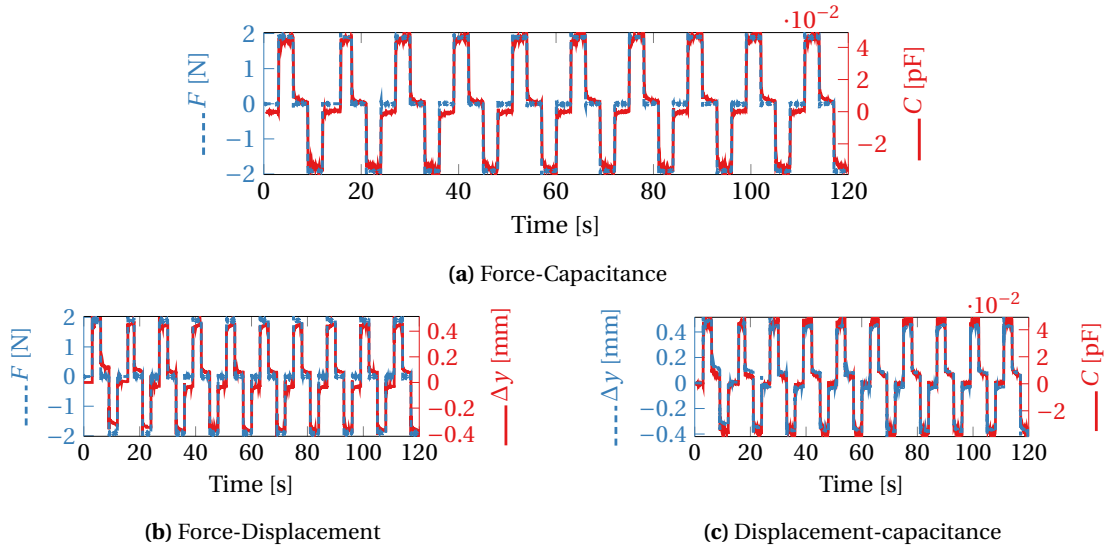 ·10⁻²
2
1
0
−1
−2
F [N]
4
2
0
−2
C [pF]
0 20 40 60 80 100 120
Time [s]
(a) Force-Capacitance
2
1
0
−1
−2
F [N]
0.4
0.2
0
−0.2
−0.4
Δy [mm]
0 20 40 60 80 100 120
Time [s]
(b) Force-Displacement
·10⁻²
0.4
0.2
0
−0.2
−0.4
Δy [mm]
4
2
0
−2
C [pF]
0 20 40 60 80 100 120
Time [s]
(c) Displacement-capacitance